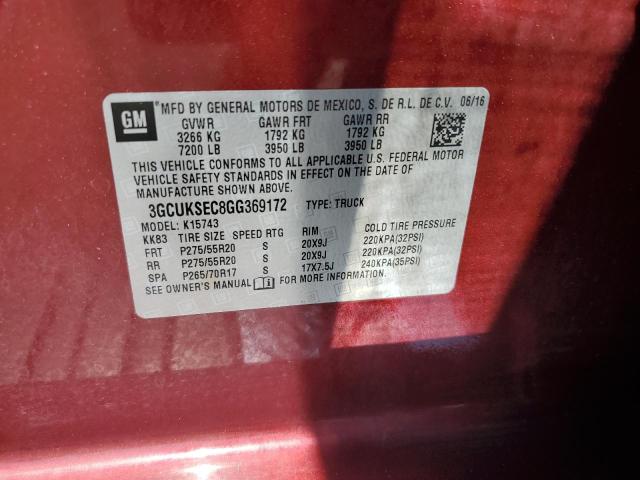 GM
MFD BY GENERAL MOTORS DE MEXICO, S. DE R.L. DE C.V. 06/16
GVWR GAWR FRT GAWR RR
3266 KG 1792 KG 1792 KG
7200 LB 3950 LB 3950 LB
THIS VEHICLE CONFORMS TO ALL APPLICABLE U.S. FEDERAL MOTOR
VEHICLE SAFETY STANDARDS IN EFFECT ON THE DATE OF
MANUFACTURE SHOWN ABOVE.
3GCUKSEC8GG369172 TYPE: TRUCK
MODEL: K15743
KK83 TIRE SIZE SPEED RTG RIM COLD TIRE PRESSURE
FRT P275/55R20 S 20X9J 220KPA(32PSI)
RR P275/55R20 S 20X9J 220KPA(32PSI)
SPA P265/70R17 S 17X7.5J 240KPA(35PSI)
SEE OWNER'S MANUAL FOR MORE INFORMATION.